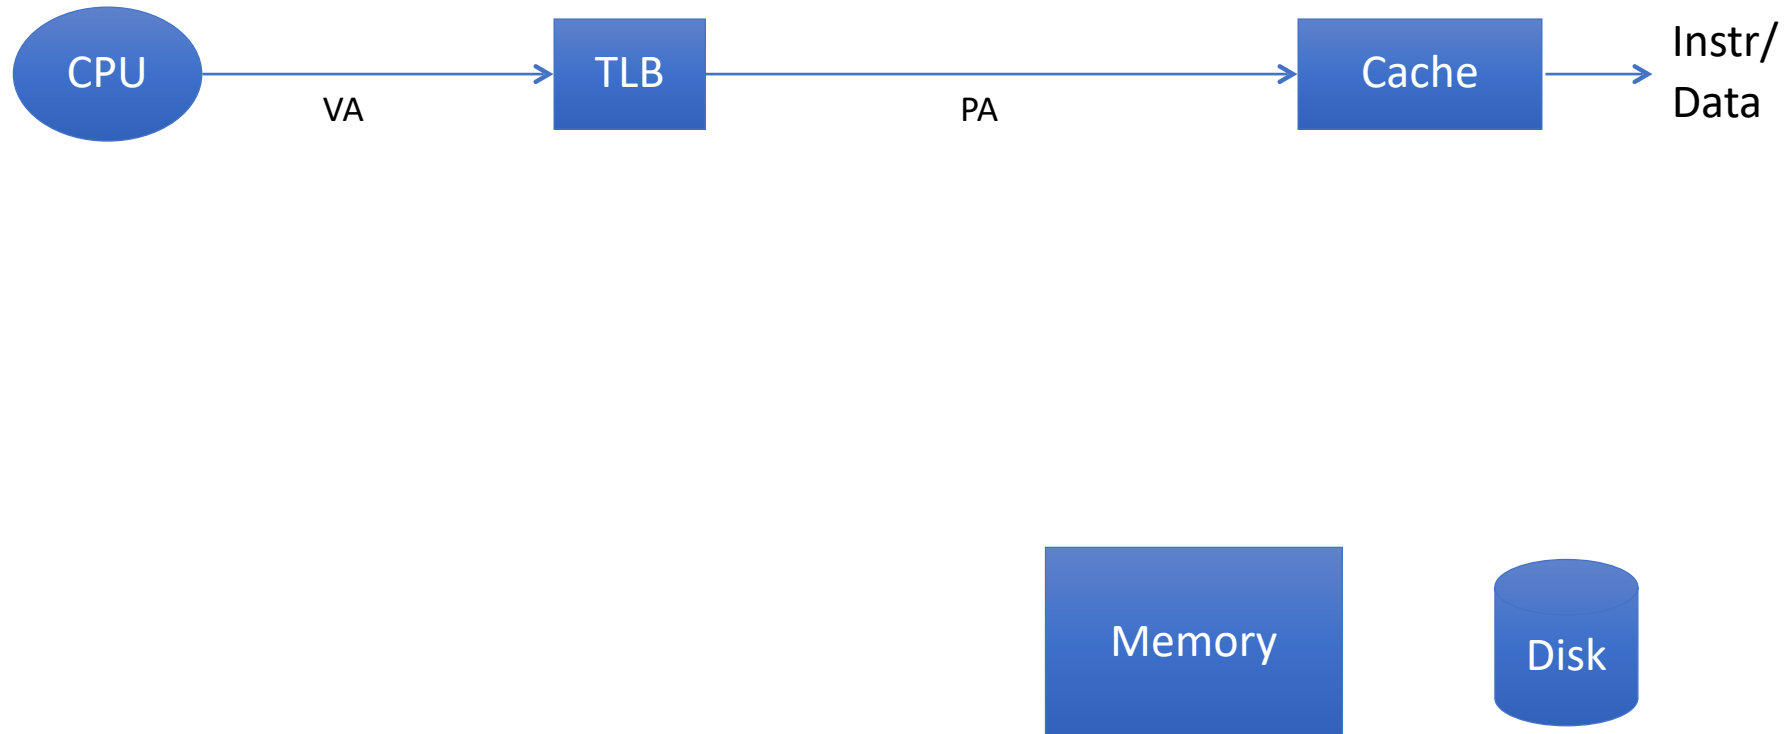 CPU
VA
TLB
PA
Cache
Instr/
Data
Memory
Disk